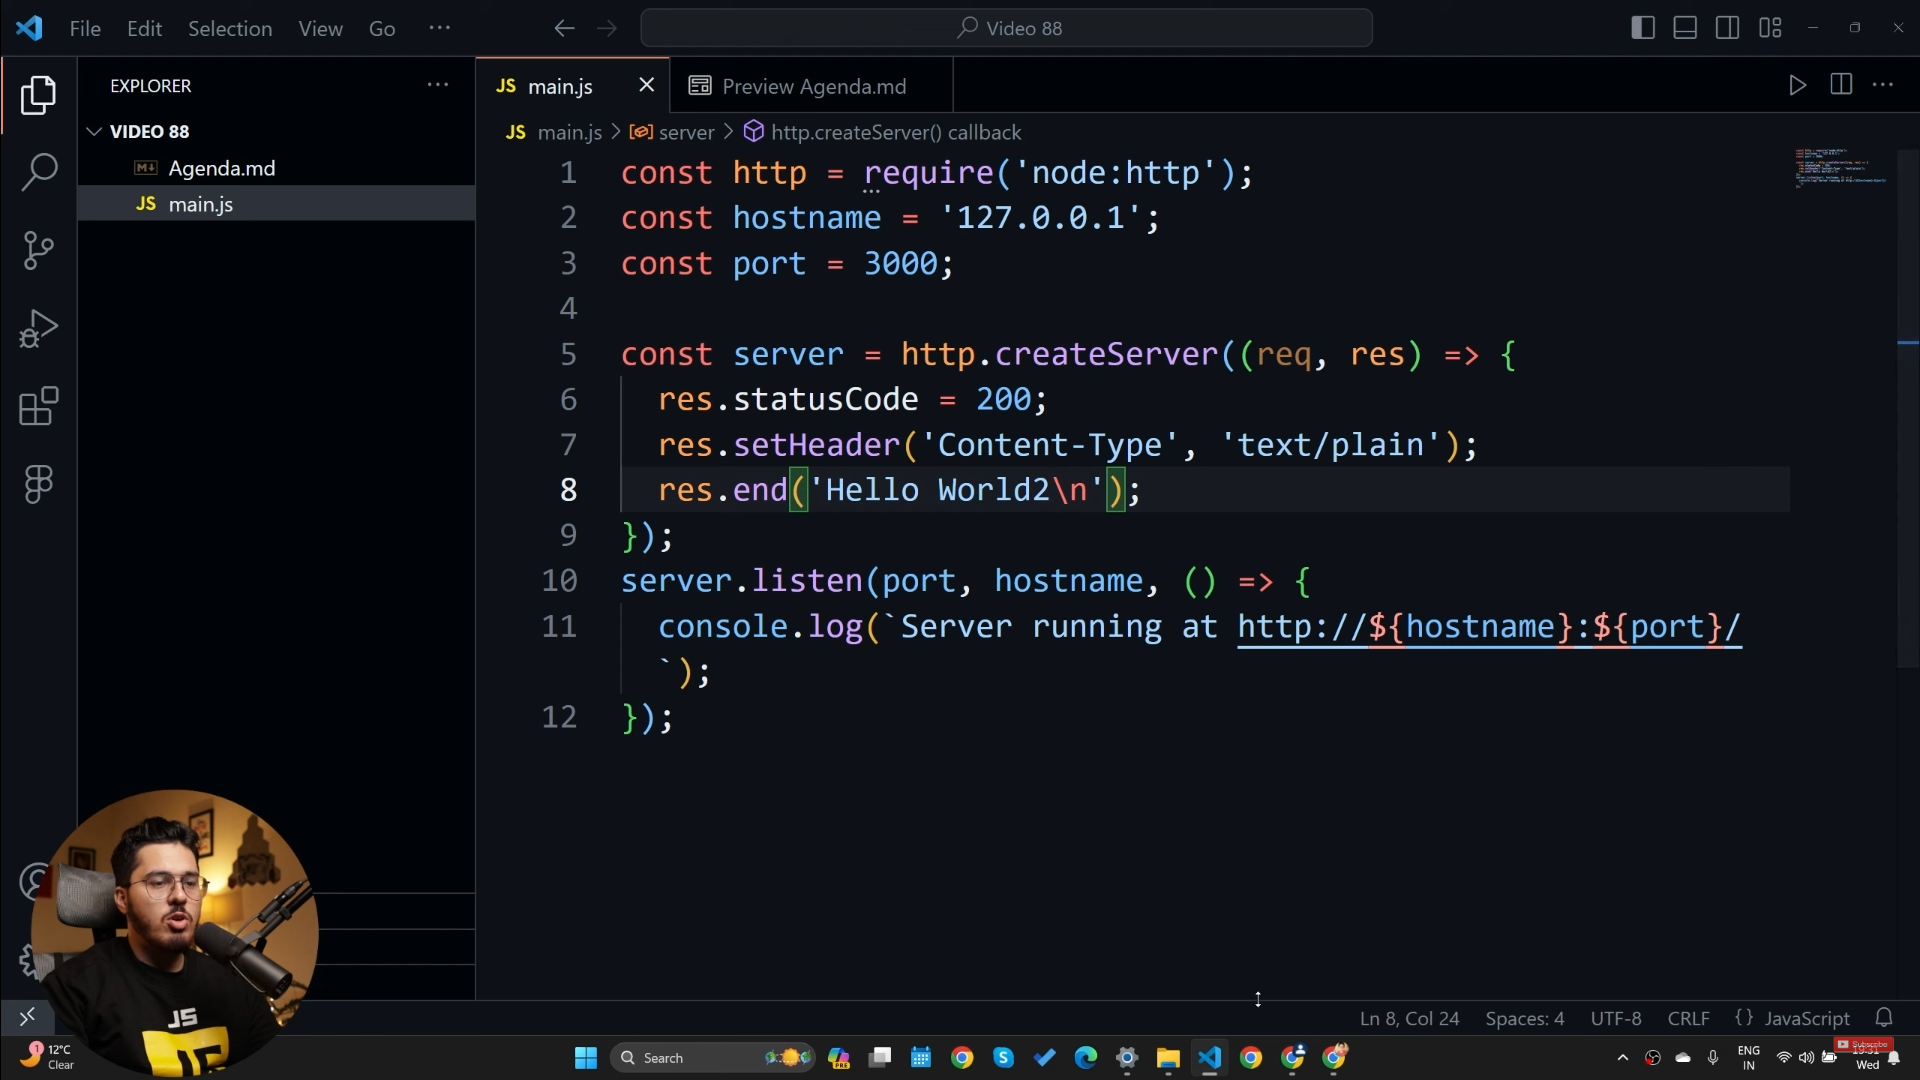 File Edit Selection View Go ···
Video 88
EXPLORER
VIDEO 88
Agenda.md
JS main.js
JS main.js
Preview Agenda.md
JS main.js > server > http.createServer() callback
1 const http = require('node:http');
2 const hostname = '127.0.0.1';
3 const port = 3000;
4
5 const server = http.createServer((req, res) => {
6 res.statusCode = 200;
7 res.setHeader('Content-Type', 'text/plain');
8 res.end('Hello World2\n');
9 });
10 server.listen(port, hostname, () => {
11 console.log(`Server running at http://${hostname}:${port}/
`);
12 });
JS
Ln 8, Col 24 Spaces: 4 UTF-8 CRLF {} JavaScript
1
12°C
Clear
Search
PRE
ENG
IN
Subscribe
Wed